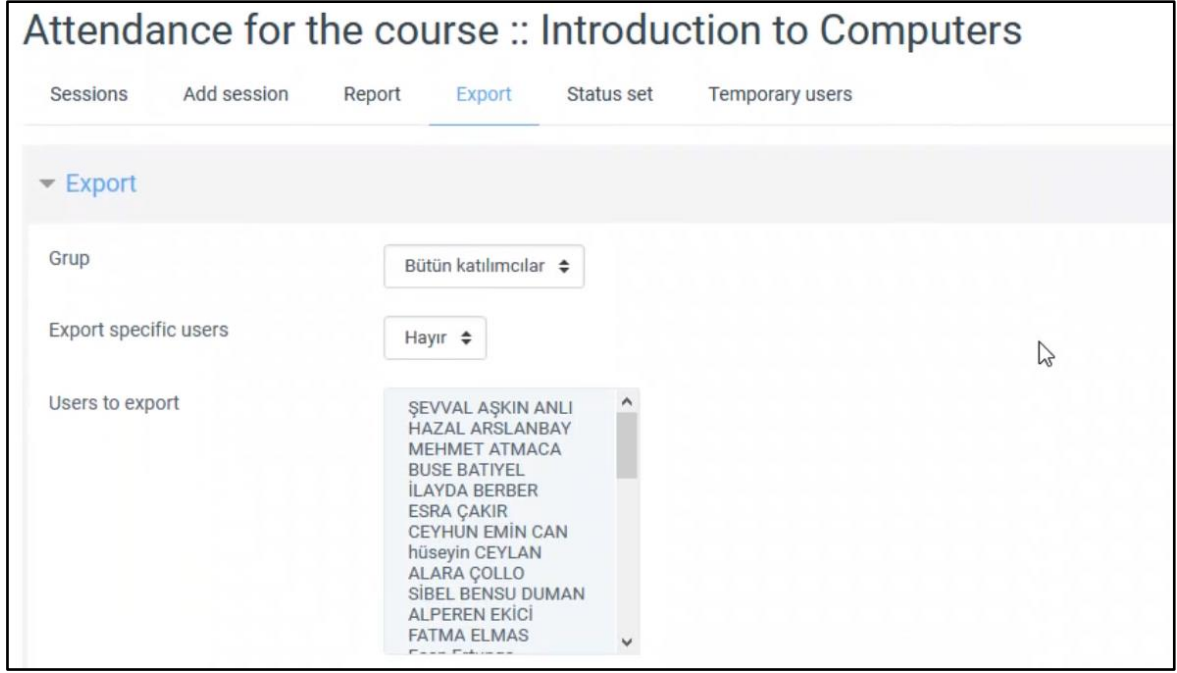 Attendance for the course :: Introduction to Computers
Sessions Add session Report Export Status set Temporary users
Export
Grup Bütün katılımcılar
Export specific users Hayır
Users to export
ŞEVVAL AŞKIN ANLI
HAZAL ARSLANBAY
MEHMET ATMACA
BUSE BATIYEL
İLAYDA BERBER
ESRA ÇAKIR
CEYHUN EMİN CAN
hüseyin CEYLAN
ALARA ÇOLLO
SİBEL BENSU DUMAN
ALPEREN EKİCİ
FATMA ELMAS